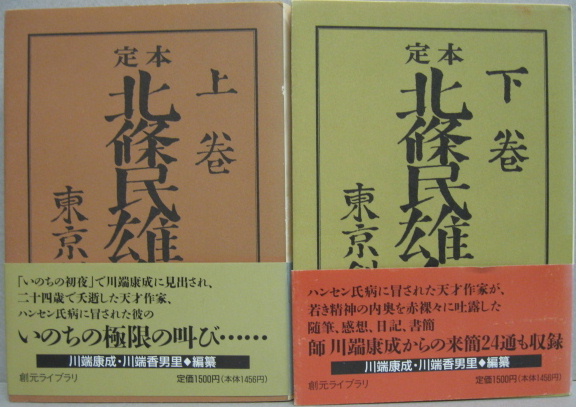 定本
北條民雄
上巻
東京
「いのちの初夜」で川端康成に見出され、
二十四歳で夭逝した天才作家、
ハンセン氏病に冒された彼の
いのちの極限の叫び……
川端康成・川端香男里◆編纂
創元ライブラリ
定価1500円(本体1456円)
定本
北條民雄
下巻
東京
ハンセン氏病に冒された天才作家が、
若き精神の内奥を赤裸々に吐露した
随筆、感想、日記、書簡
師 川端康成からの来簡24通も収録
川端康成・川端香男里◆編纂
創元ライブラリ
定価1500円(本体1456円)